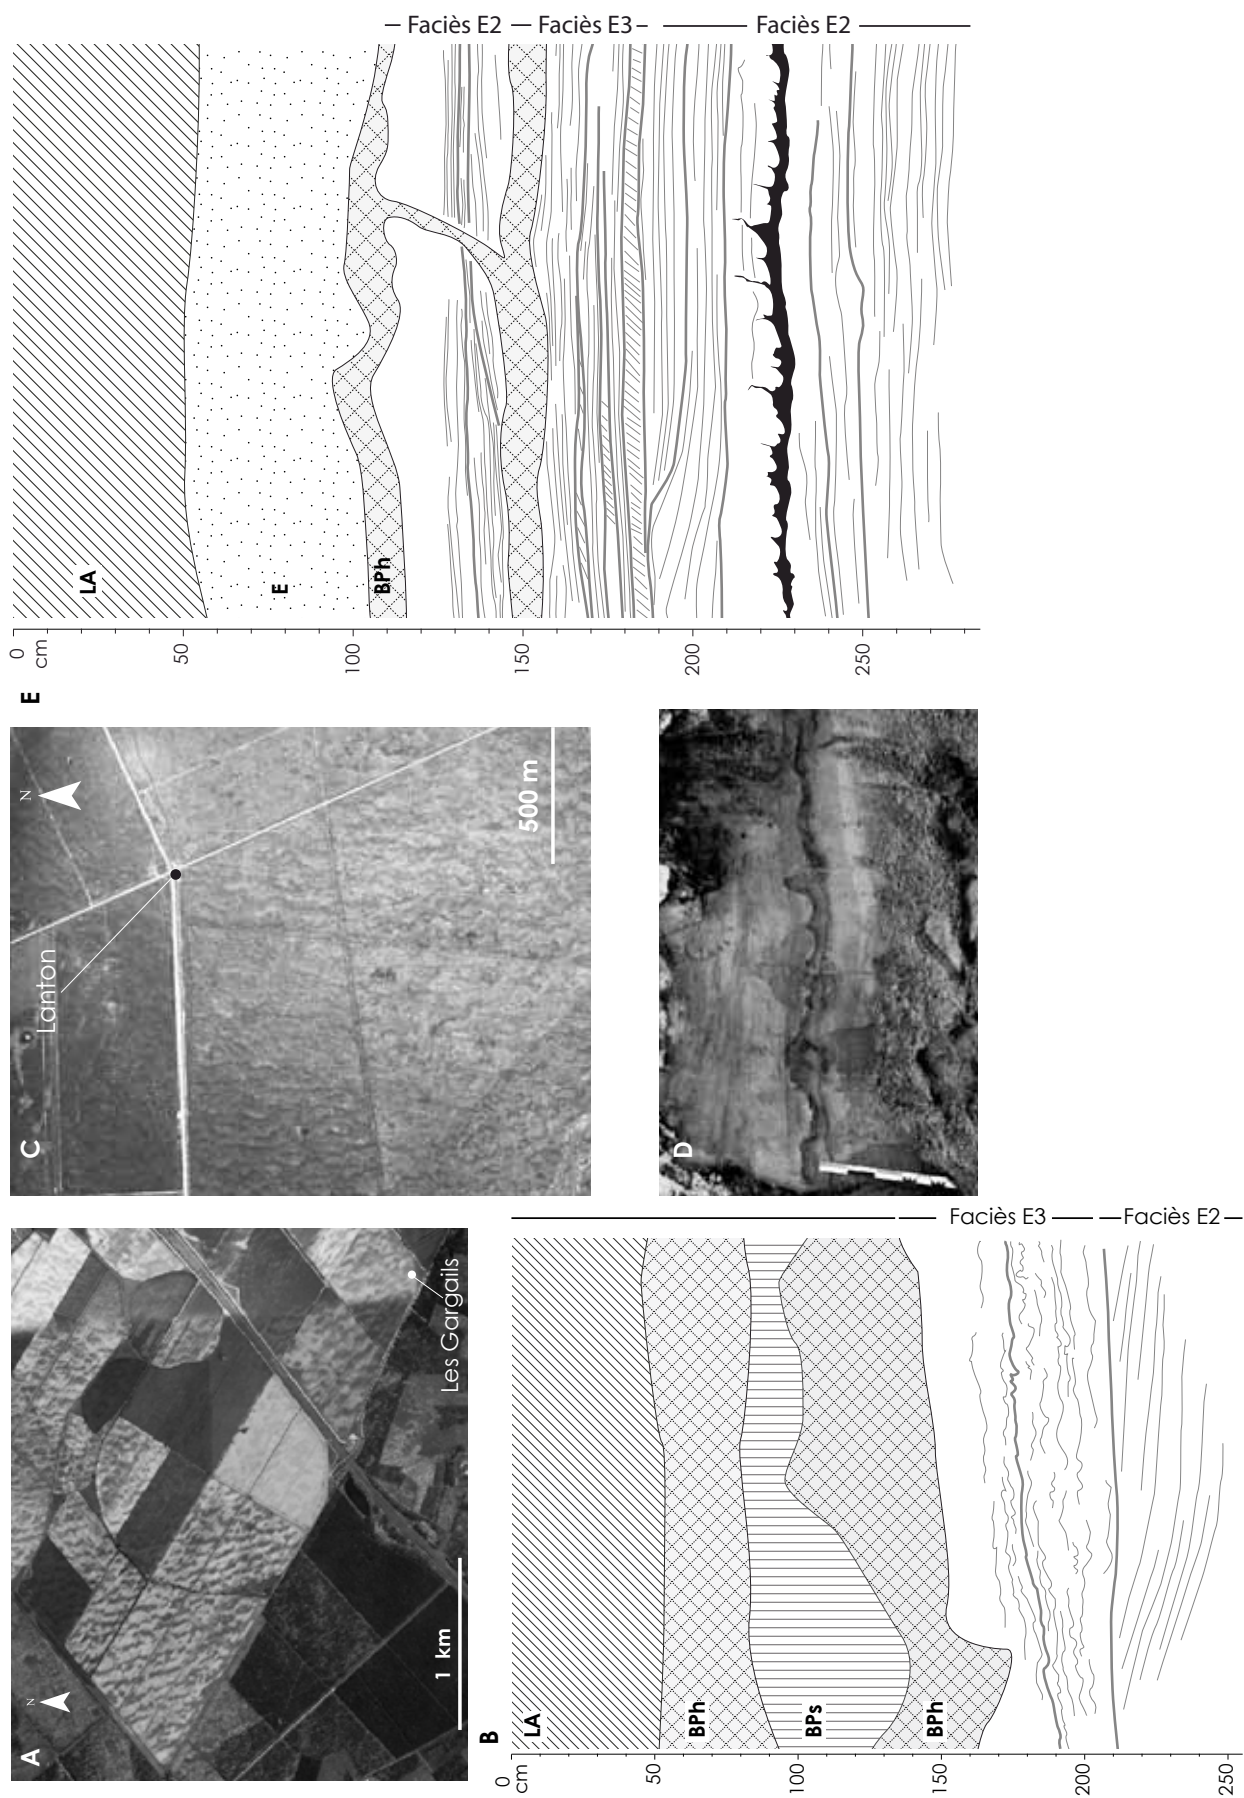 A
N
1 km
Les Gargails
B
0
cm
50
100
150
200
250
LA
BPh
BPs
BPh
Faciès E3
Faciès E2
C
N
Lanton
500 m
D
E
0
cm
50
100
150
200
250
LA
E
BPh
Faciès E2
Faciès E3
Faciès E2